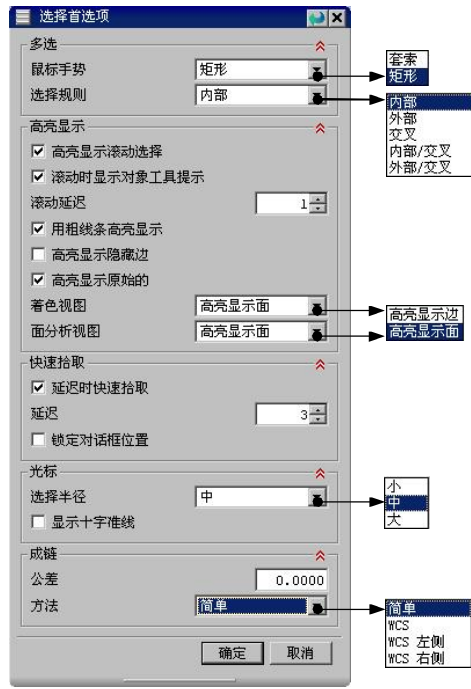 选择首选项
多选
鼠标手势 矩形
套索
矩形
选择规则 内部
内部
外部
交叉
内部/交叉
外部/交叉
高亮显示
高亮显示滚动选择
滚动时显示对象工具提示
滚动延迟 1
用粗线条高亮显示
高亮显示隐藏边
高亮显示原始的
着色视图 高亮显示面
面分析视图 高亮显示面
高亮显示边
高亮显示面
快速拾取
延迟时快速拾取
延迟 3
锁定对话框位置
光标
选择半径 中
小
中
大
显示十字准线
成链
公差 0.0000
方法 简单
简单
WCS
WCS 左侧
WCS 右侧
确定 取消